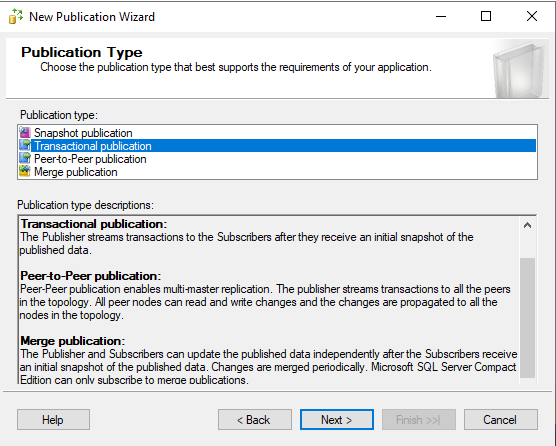 New Publication Wizard
Publication Type
Choose the publication type that best supports the requirements of your application.
Publication type:
Snapshot publication
Transactional publication
Peer-to-Peer publication
Merge publication
Publication type descriptions:
Transactional publication:
The Publisher streams transactions to the Subscribers after they receive an initial snapshot of the
published data.
Peer-to-Peer publication:
Peer-Peer publication enables multi-master replication. The publisher streams transactions to all the peers
in the topology. All peer nodes can read and write changes and the changes are propagated to all the
nodes in the topology.
Merge publication:
The Publisher and Subscribers can update the published data independently after the Subscribers receive
an initial snapshot of the published data. Changes are merged periodically. Microsoft SQL Server Compact
Edition can only subscribe to merge publications.
Help
< Back
Next >
Finish >>|
Cancel